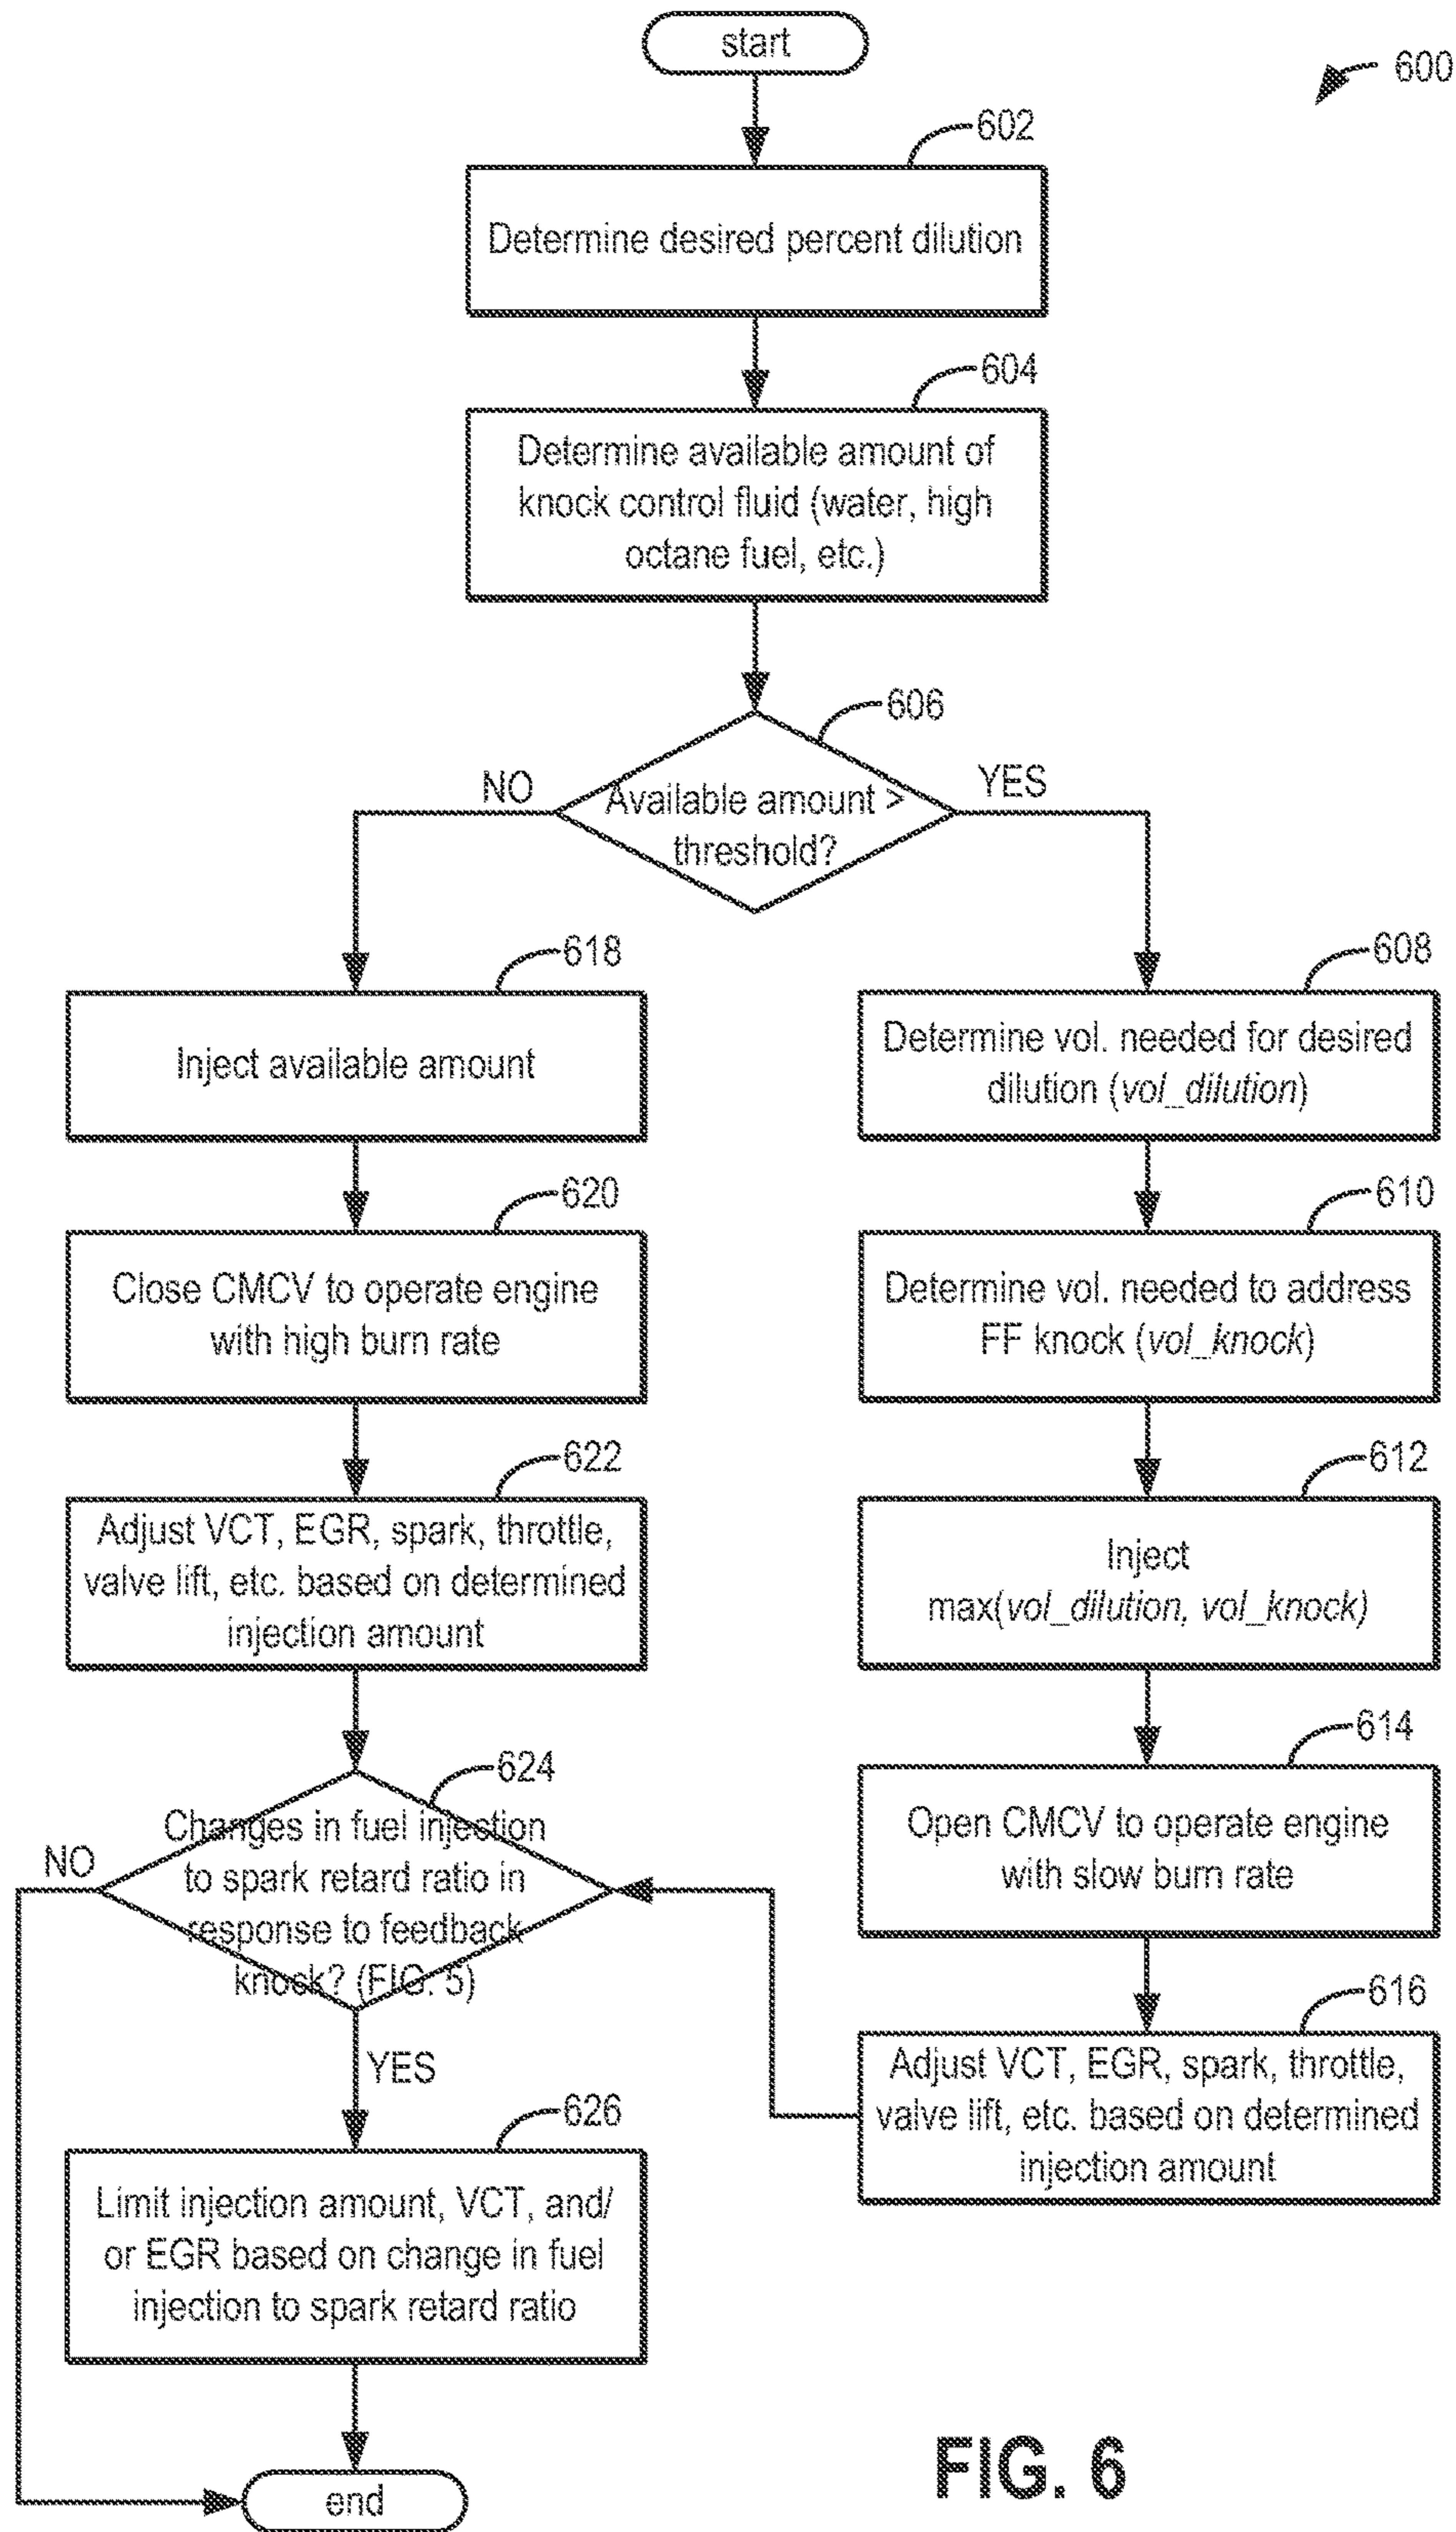 start
600
602
Determine desired percent dilution
604
Determine available amount of
knock control fluid (water, high
octane fuel, etc.)
606
NO
YES
Available amount >
threshold?
618
Inject available amount
620
Close CMCV to operate engine
with high burn rate
622
Adjust VCT, EGR, spark, throttle,
valve lift, etc. based on determined
injection amount
608
Determine vol. needed for desired
dilution (vol_dilution)
610
Determine vol. needed to address
FF knock (vol_knock)
612
Inject
max(vol_dilution, vol_knock)
614
Open CMCV to operate engine
with slow burn rate
616
Adjust VCT, EGR, spark, throttle,
valve lift, etc. based on determined
injection amount
624
Changes in fuel injection
to spark retard ratio in
response to feedback
knock? (FIG. 5)
NO
YES
626
Limit injection amount, VCT, and/
or EGR based on change in fuel
injection to spark retard ratio
end
FIG. 6